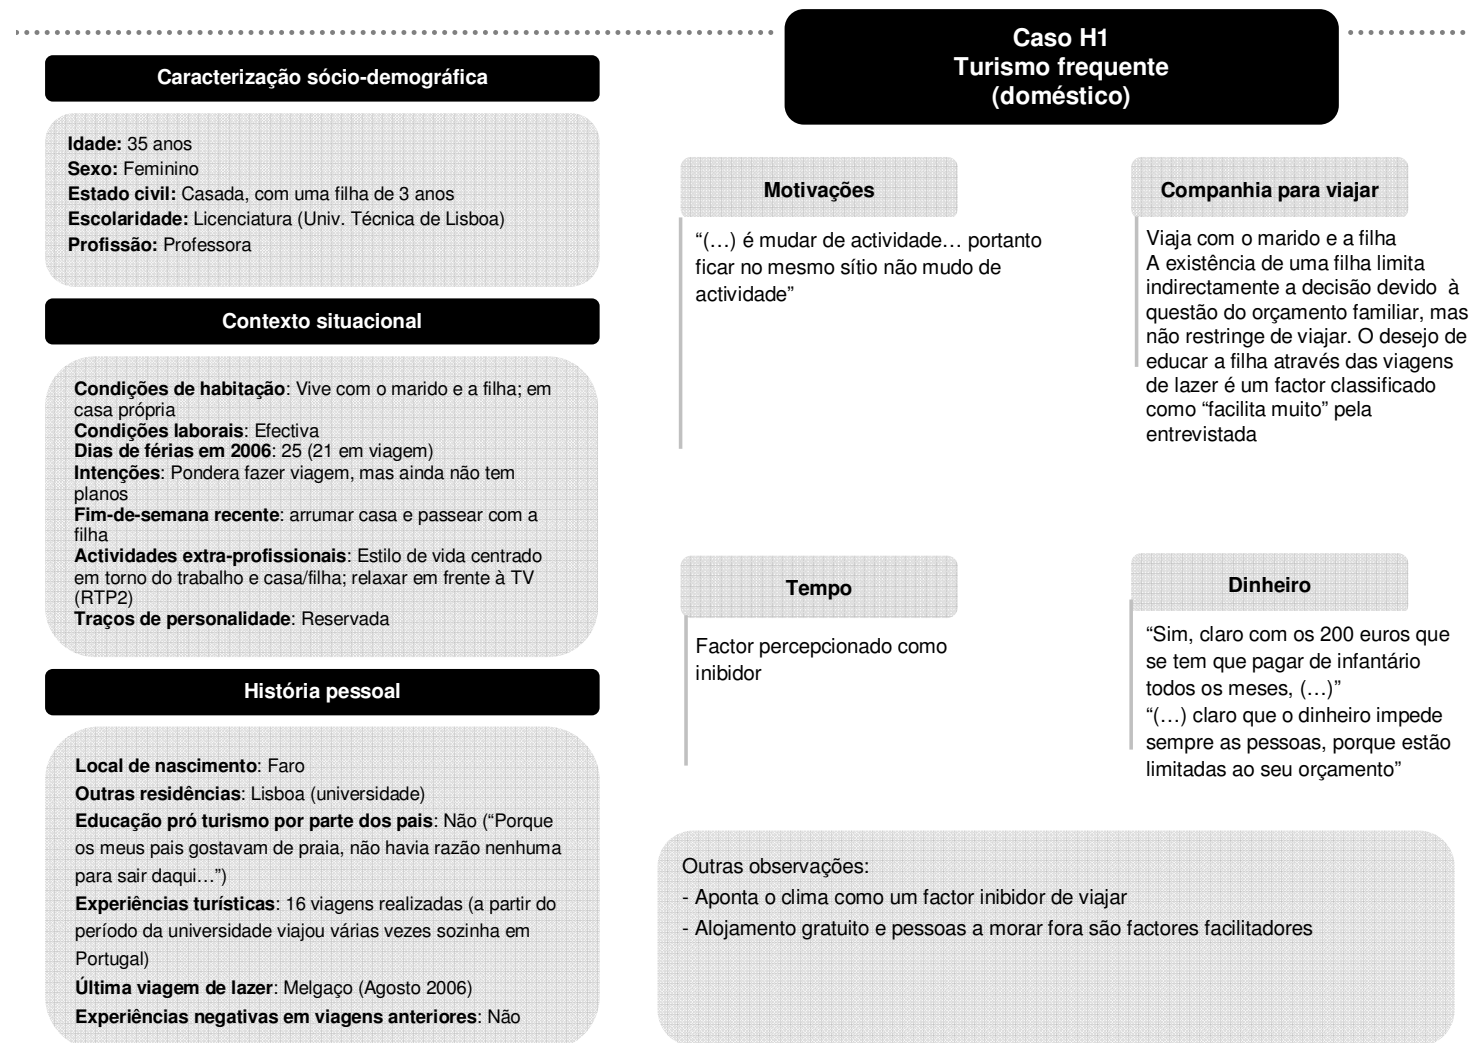 Caso H1
Turismo frequente
(doméstico)
Caracterização sócio-demográfica
Idade: 35 anos
Sexo: Feminino
Estado civil: Casada, com uma filha de 3 anos
Escolaridade: Licenciatura (Univ. Técnica de Lisboa)
Profissão: Professora
Contexto situacional
Condições de habitação: Vive com o marido e a filha; em
casa própria
Condições laborais: Efectiva
Dias de férias em 2006: 25 (21 em viagem)
Intenções: Pondera fazer viagem, mas ainda não tem
planos
Fim-de-semana recente: arrumar casa e passear com a
filha
Actividades extra-profissionais: Estilo de vida centrado
em torno do trabalho e casa/filha; relaxar em frente à TV
(RTP2)
Traços de personalidade: Reservada
História pessoal
Local de nascimento: Faro
Outras residências: Lisboa (universidade)
Educação pró turismo por parte dos pais: Não (“Porque
os meus pais gostavam de praia, não havia razão nenhuma
para sair daqui…”)
Experiências turísticas: 16 viagens realizadas (a partir do
período da universidade viajou várias vezes sozinha em
Portugal)
Última viagem de lazer: Melgaço (Agosto 2006)
Experiências negativas em viagens anteriores: Não
Motivações
“(…) é mudar de actividade… portanto
ficar no mesmo sítio não mudo de
actividade”
Companhia para viajar
Viaja com o marido e a filha
A existência de uma filha limita
indirectamente a decisão devido à
questão do orçamento familiar, mas
não restringe de viajar. O desejo de
educar a filha através das viagens
de lazer é um factor classificado
como “facilita muito” pela
entrevistada
Tempo
Factor percepcionado como
inibidor
Dinheiro
“Sim, claro com os 200 euros que
se tem que pagar de infantário
todos os meses, (…)”
“(…) claro que o dinheiro impede
sempre as pessoas, porque estão
limitadas ao seu orçamento”
Outras observações:
- Aponta o clima como um factor inibidor de viajar
- Alojamento gratuito e pessoas a morar fora são factores facilitadores